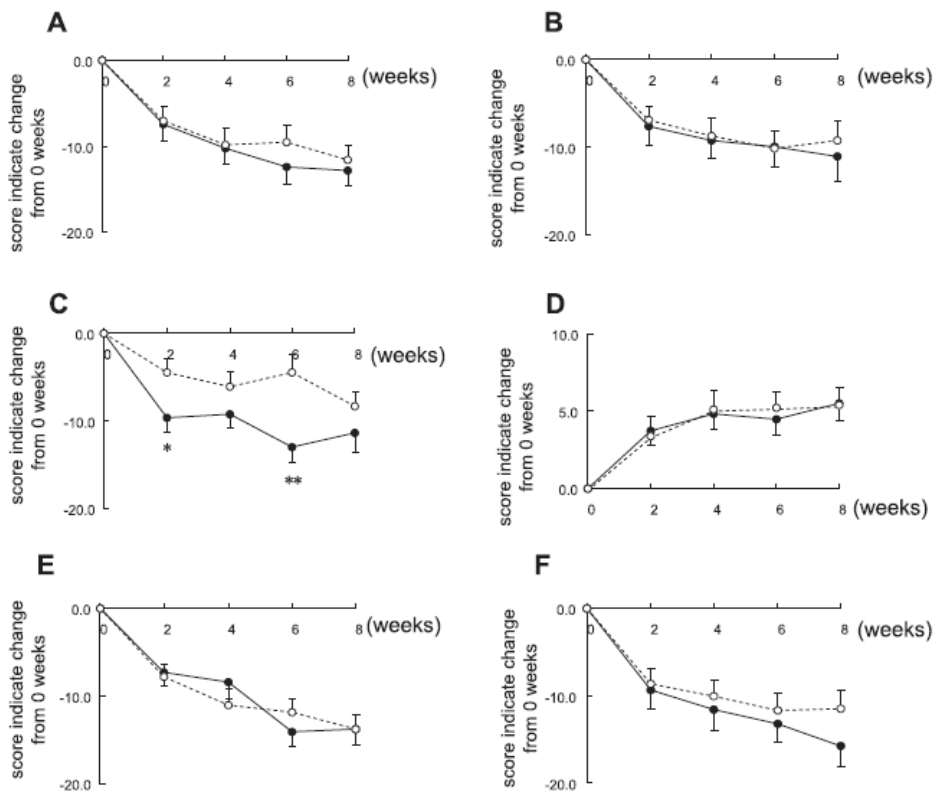 A
score indicate change
from 0 weeks
0.0
-10.0
-20.0
0 2 4 6 8 (weeks)
B
score indicate change
from 0 weeks
0.0
-10.0
-20.0
0 2 4 6 8 (weeks)
C
score indicate change
from 0 weeks
0.0
-10.0
-20.0
0 2 4 6 8 (weeks)
*
**
D
score indicate change
from 0 weeks
10.0
5.0
0.0
0 2 4 6 8 (weeks)
E
score indicate change
from 0 weeks
0.0
-10.0
-20.0
0 2 4 6 8 (weeks)
F
score indicate change
from 0 weeks
0.0
-10.0
-20.0
0 2 4 6 8 (weeks)